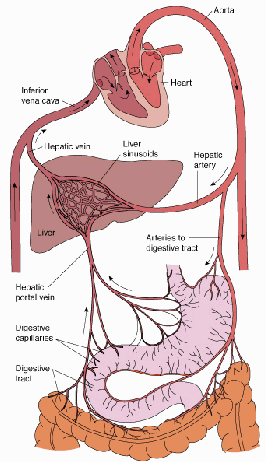 Aorta
Heart
Inferior
vena cava
Hepatic vein
Liver
sinusoids
Hepatic
artery
Liver
Arteries to
digestive tract
Hepatic
portal vein
Digestive
capillaries
Digestive
tract